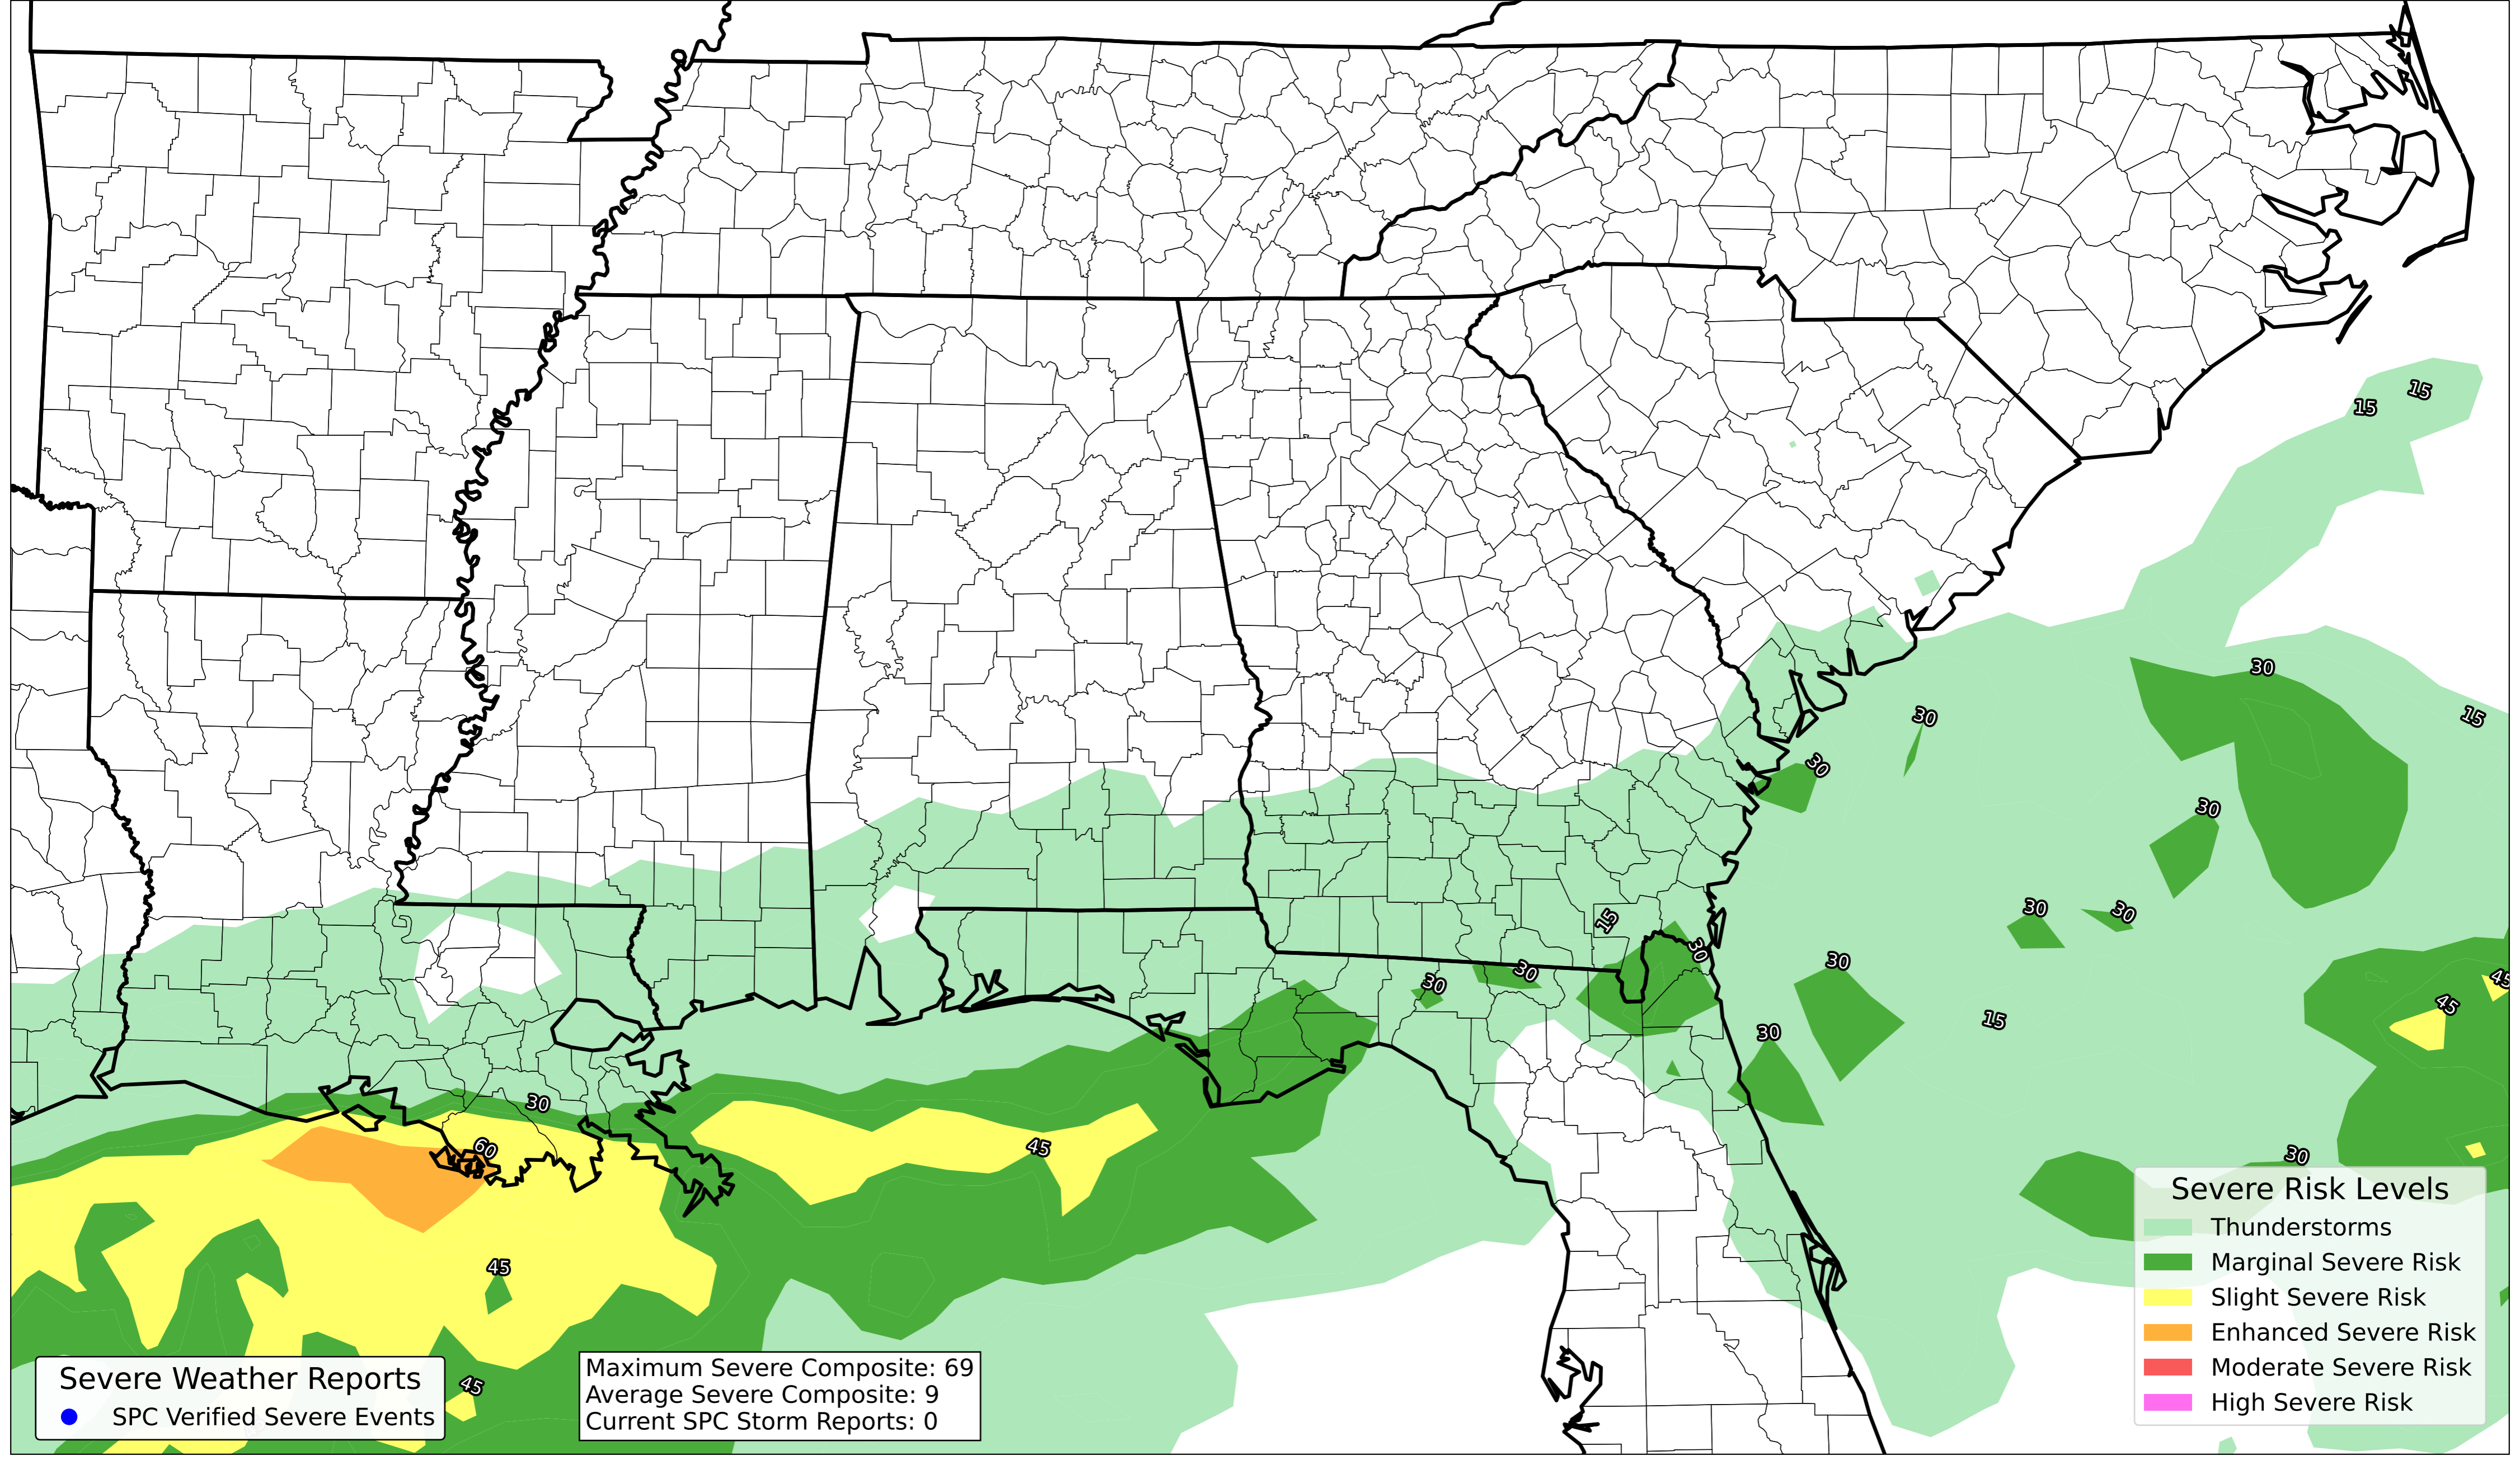 15
15
30
15
30
30
30
15
30
30
30
30
30
30
45
45
15
30
30
45
60
30
45
45
Severe Risk Levels
Thunderstorms
Marginal Severe Risk
Slight Severe Risk
Enhanced Severe Risk
Moderate Severe Risk
High Severe Risk
Severe Weather Reports
SPC Verified Severe Events
Maximum Severe Composite: 69
Average Severe Composite: 9
Current SPC Storm Reports: 0